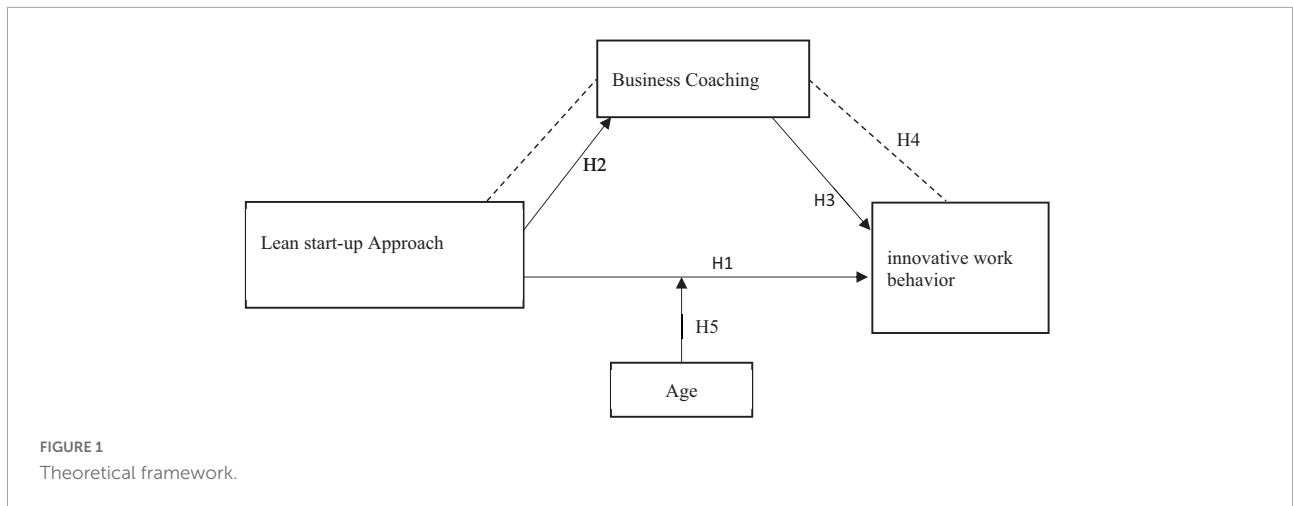 Business Coaching
H4
H2
H3
Lean start-up Approach
innovative work
behavior
H1
H5
Age
FIGURE 1
Theoretical framework.